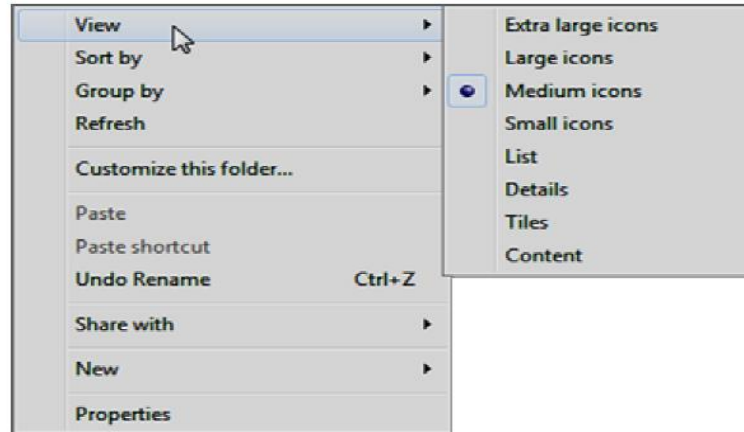 View
Sort by
Group by
Refresh
Customize this folder...
Paste
Paste shortcut
Undo Rename Ctrl+Z
Share with
New
Properties
Extra large icons
Large icons
Medium icons
Small icons
List
Details
Tiles
Content